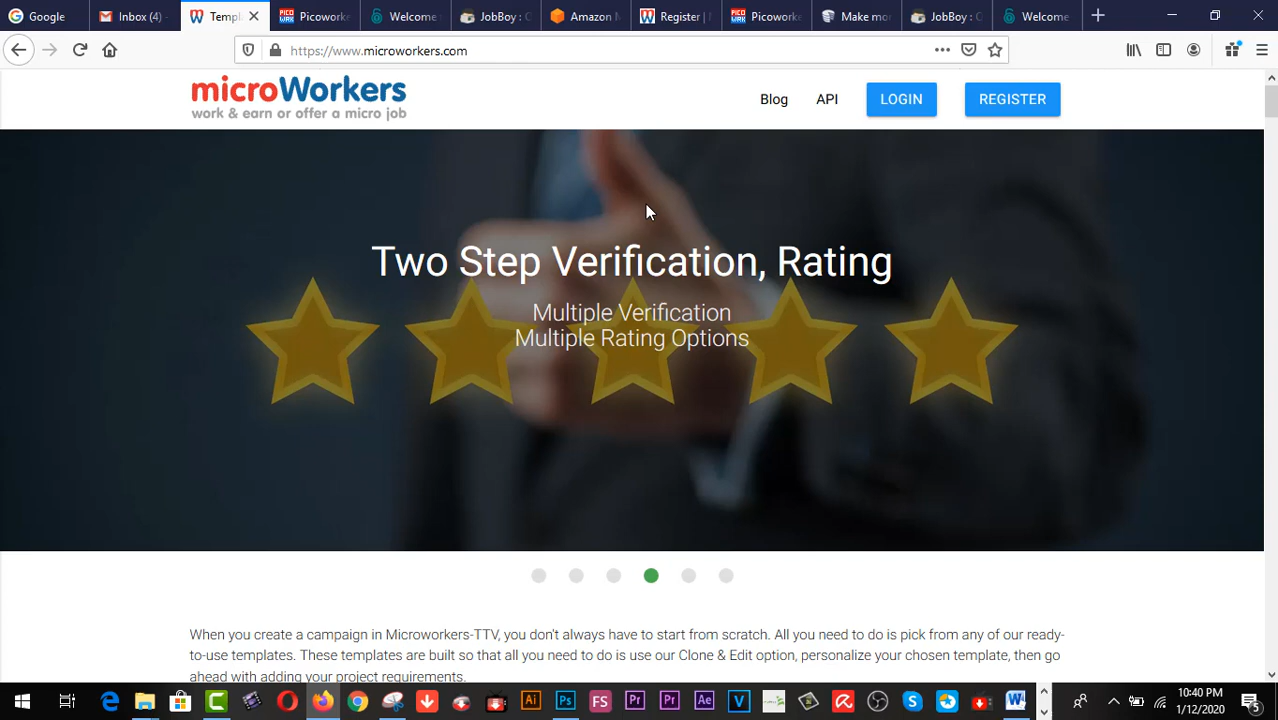 Google
Inbox (4)
Templ
Picowork
Welcome
JobBoy : C
Amazon M
Register |
Picowork
Make mor
JobBoy : C
Welcome
https://www.microworkers.com
microWorkers
work & earn or offer a micro job
Blog
API
LOGIN
REGISTER
Two Step Verification, Rating
Multiple Verification
Multiple Rating Options
When you create a campaign in Microworkers-TTV, you don't always have to start from scratch. All you need to do is pick from any of our ready-
to-use templates. These templates are built so that all you need to do is use our Clone & Edit option, personalize your chosen template, then go
ahead with adding your project requirements.
10:40 PM
1/12/2020